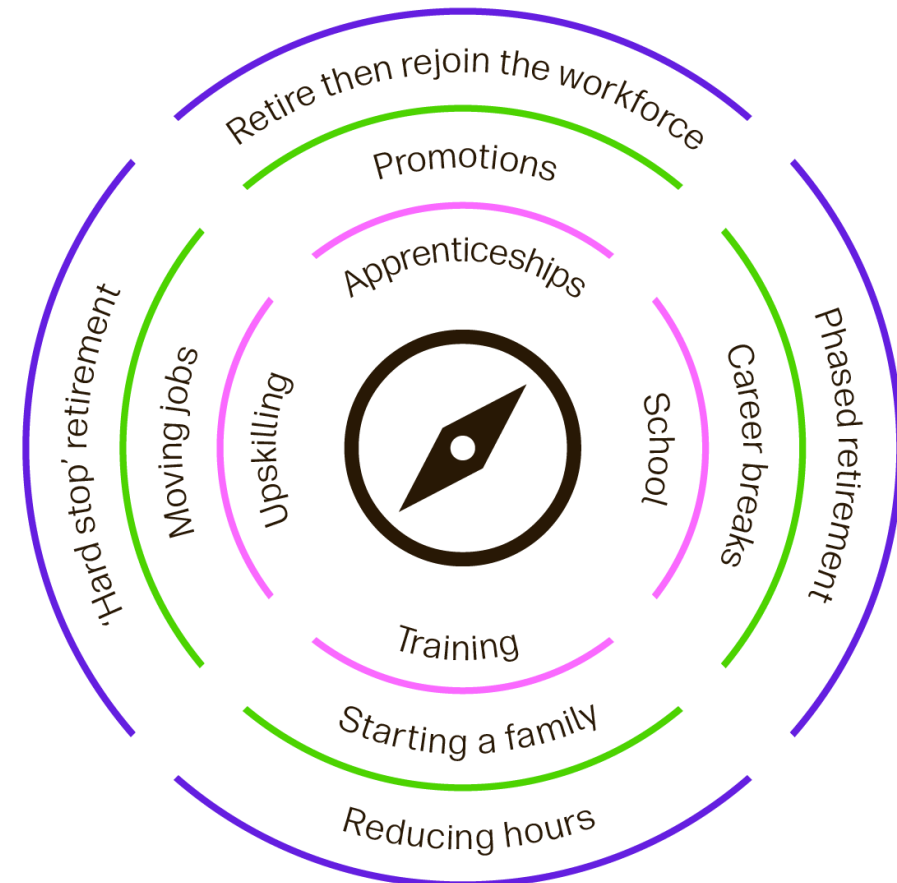 Retire then rejoin the workforce
Promotions
Apprenticeships
'Hard stop' retirement
Moving jobs
Upskilling
School
Career breaks
Phased retirement
Training
Starting a family
Reducing hours